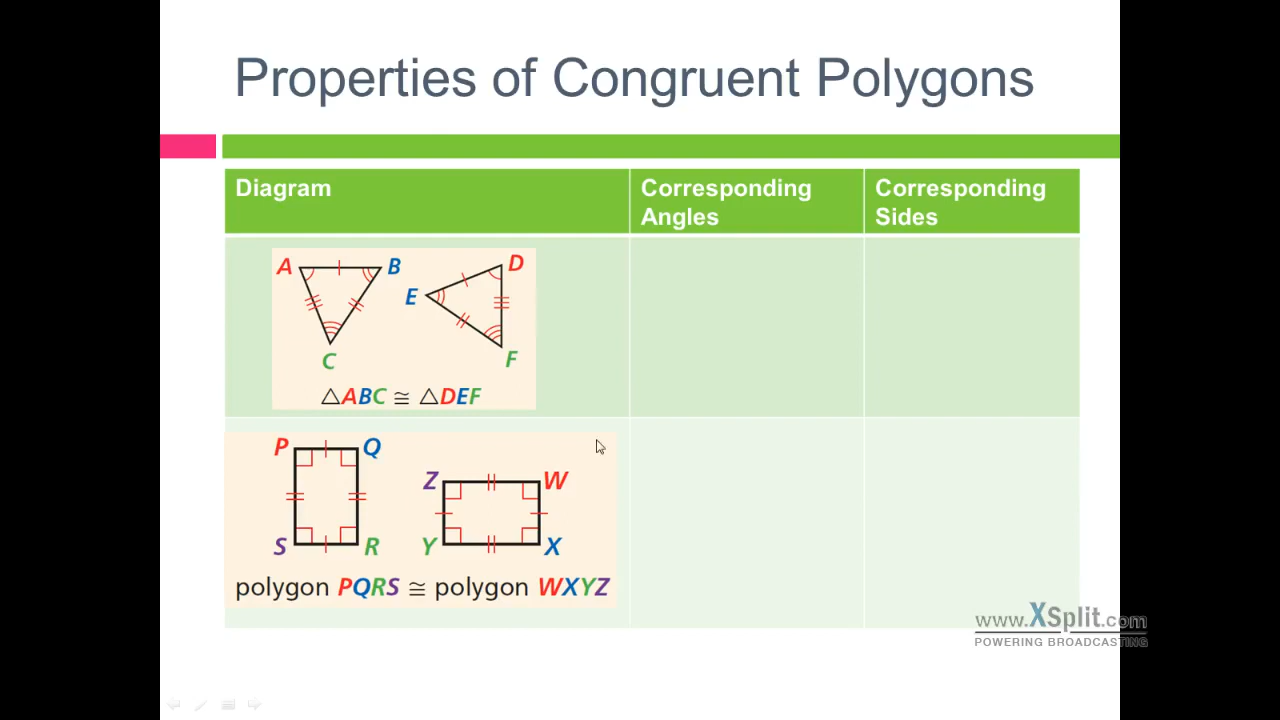 Properties of Congruent Polygons
Diagram
Corresponding
Angles
Corresponding
Sides
A
B
C
D
E
F
△ABC ≅ △DEF
P
Q
S
R
Z
W
Y
X
polygon PQRS ≅ polygon WXYZ
www.XSplit.com
POWERING BROADCASTING